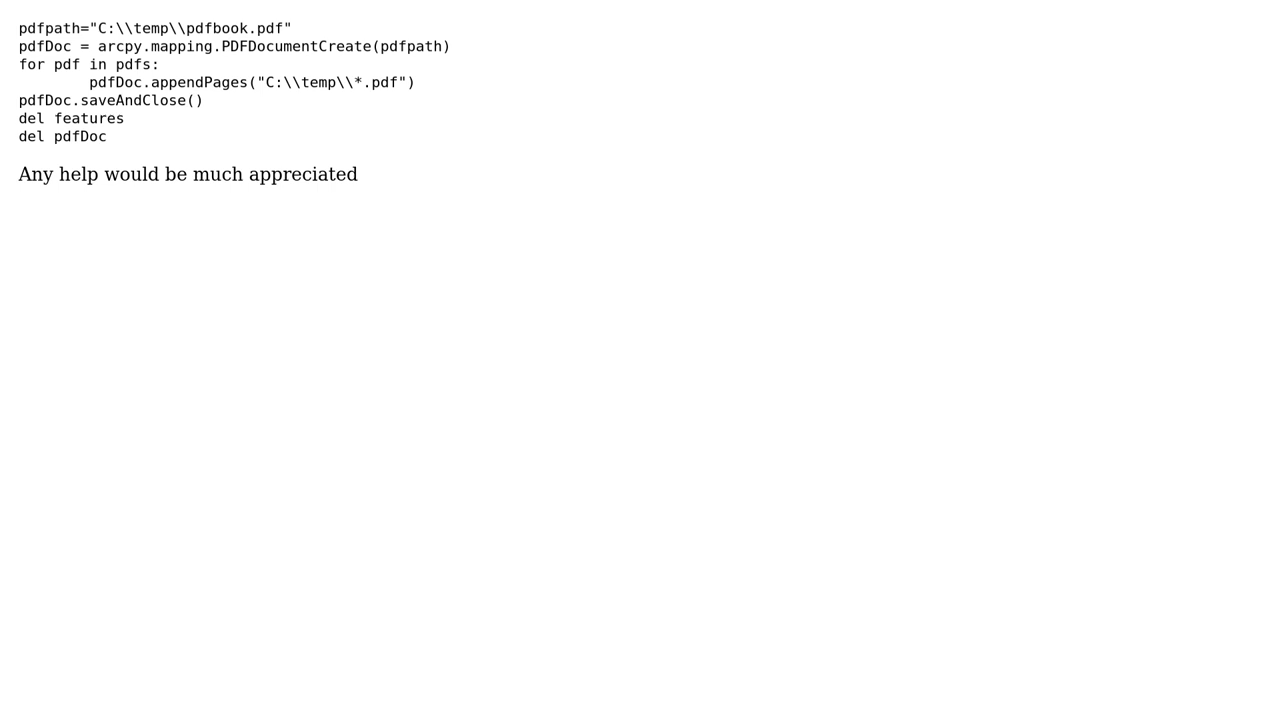 pdfpath="C:\\temp\\pdfbook.pdf"
pdfDoc = arcpy.mapping.PDFDocumentCreate(pdfpath)
for pdf in pdfs:
        pdfDoc.appendPages("C:\\temp\\*.pdf")
pdfDoc.saveAndClose()
del features
del pdfDoc
Any help would be much appreciated